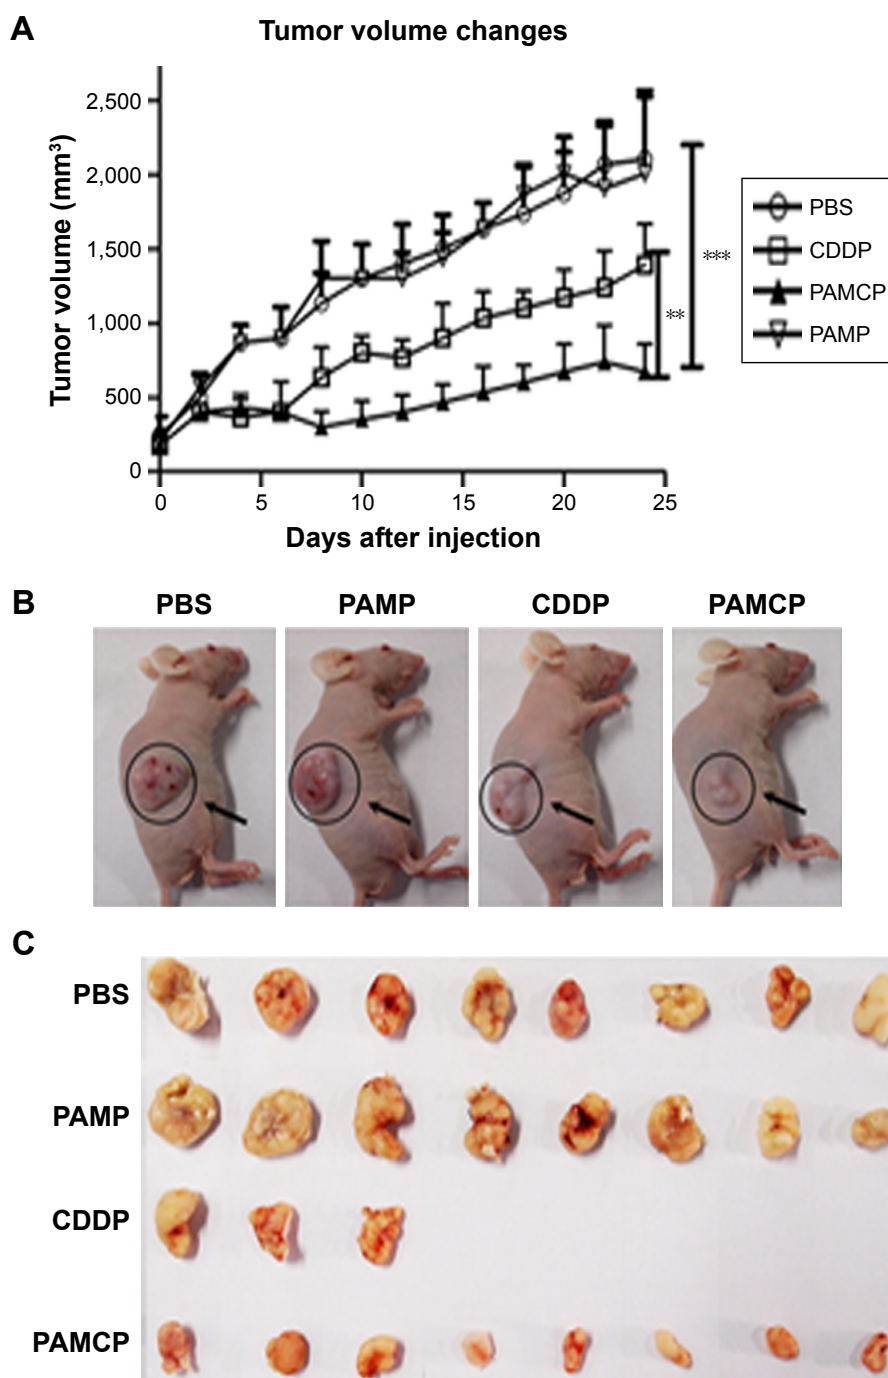 A
Tumor volume changes
Tumor volume (mm³)
2,500
2,000
1,500
1,000
500
0
0 5 10 15 20 25
Days after injection
***
**
PBS
CDDP
PAMCP
PAMP
B
PBS PAMP CDDP PAMCP
C
PBS
PAMP
CDDP
PAMCP